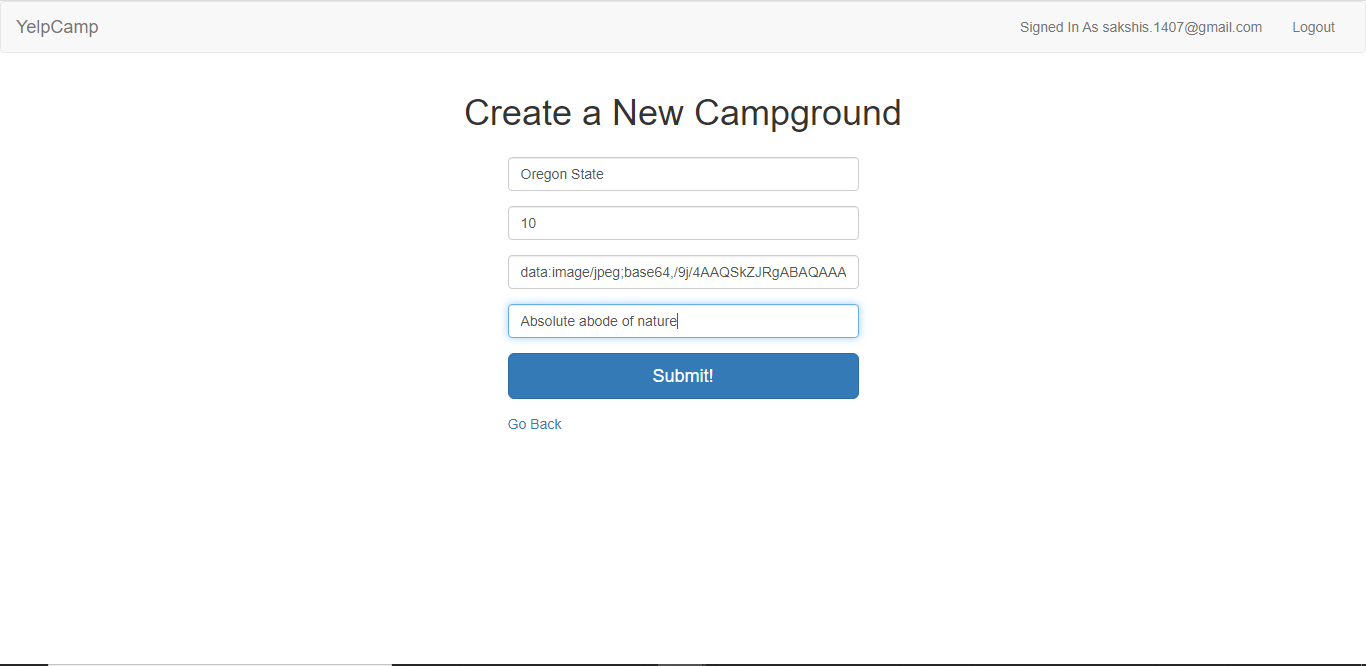 YelpCamp Signed In As sakshis.1407@gmail.com Logout
Create a New Campground
Oregon State
10
data:image/jpeg;base64,/9j/4AAQSkZJRgABAQAAA
Absolute abode of nature
Submit!
Go Back